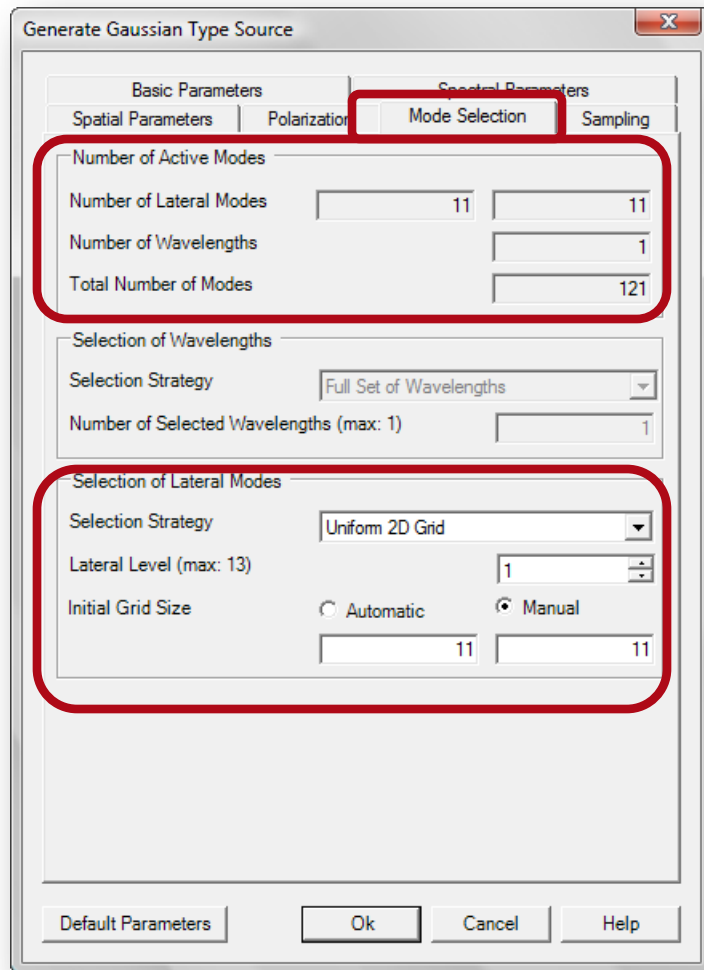 Generate Gaussian Type Source
Basic Parameters Spectral Parameters
Spatial Parameters Polarization Mode Selection Sampling
Number of Active Modes
Number of Lateral Modes 11 11
Number of Wavelengths 1
Total Number of Modes 121
Selection of Wavelengths
Selection Strategy Full Set of Wavelengths
Number of Selected Wavelengths (max: 1) 1
Selection of Lateral Modes
Selection Strategy Uniform 2D Grid
Lateral Level (max: 13) 1
Initial Grid Size Automatic Manual
11 11
Default Parameters Ok Cancel Help